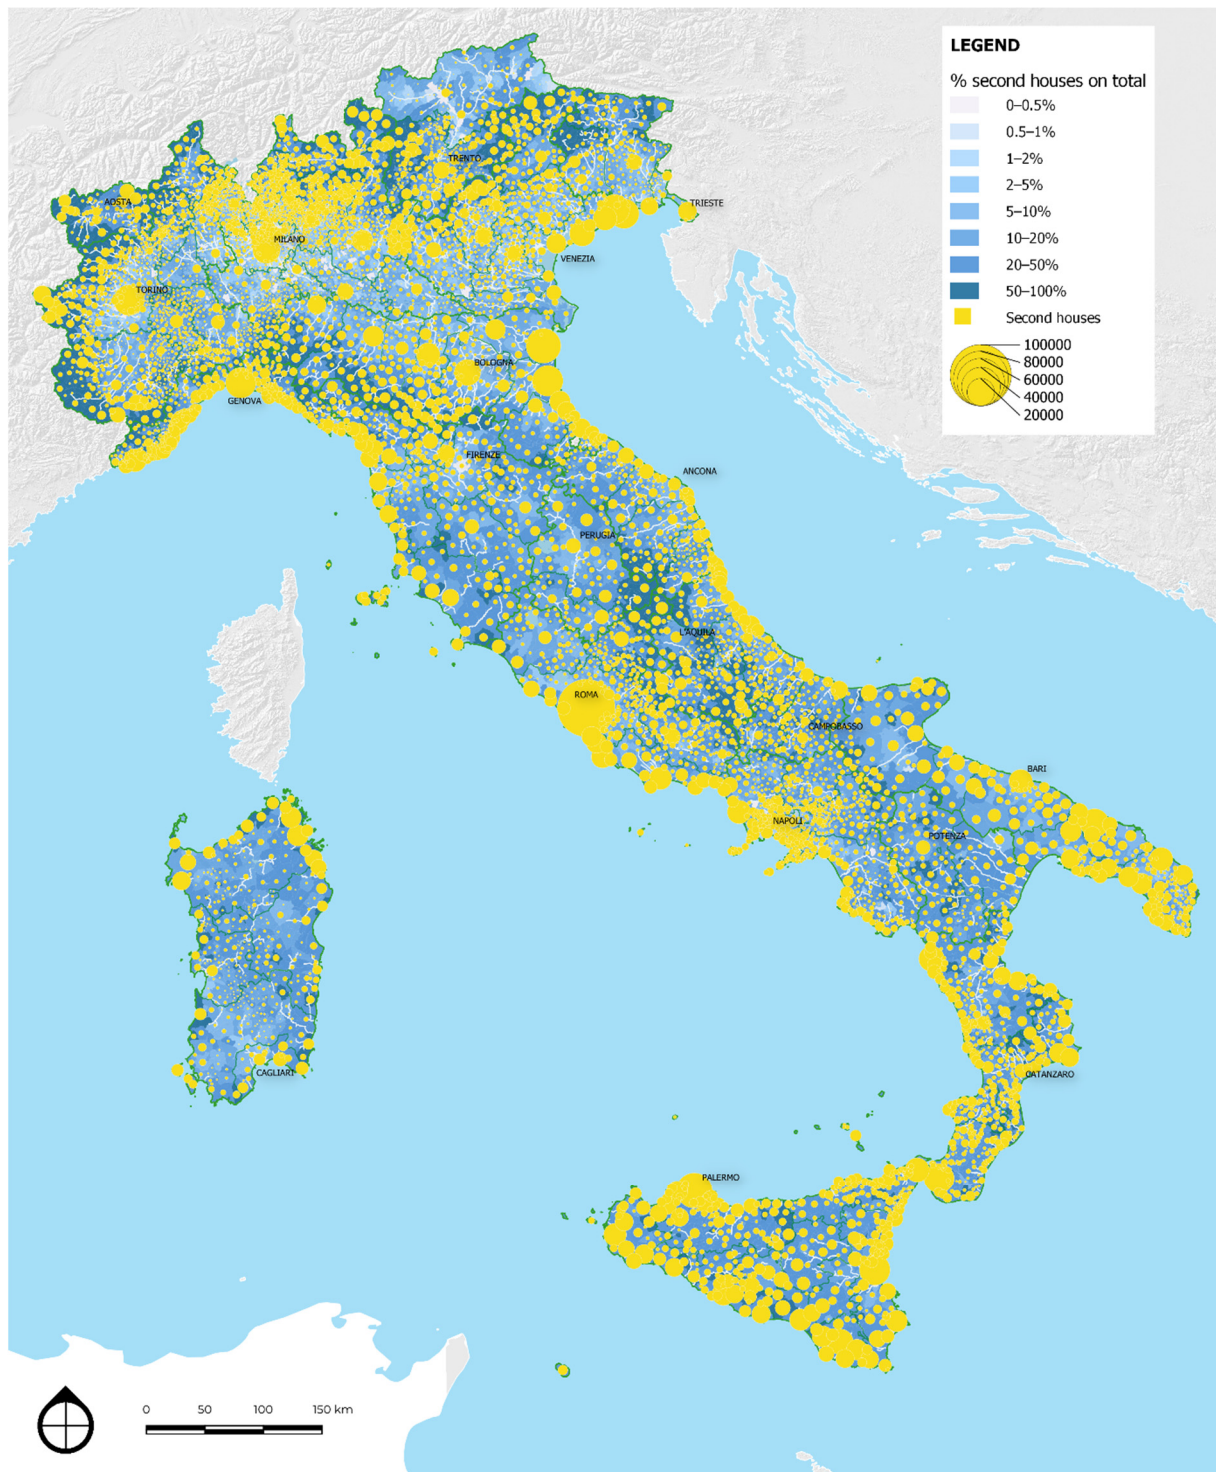 LEGEND
% second houses on total
0–0.5%
0.5–1%
1–2%
2–5%
5–10%
10–20%
20–50%
50–100%
Second houses
100000
80000
60000
40000
20000
TRENTO
AOSTA
TRIESTE
MILANO
VENEZIA
TORINO
BOLOGNA
GENOVA
FIRENZE
ANCONA
PERUGIA
L'AQUILA
ROMA
CAMPOBASSO
BARI
NAPOLI
POTENZA
CAGLIARI
CATANZARO
PALERMO
0 50 100 150 km